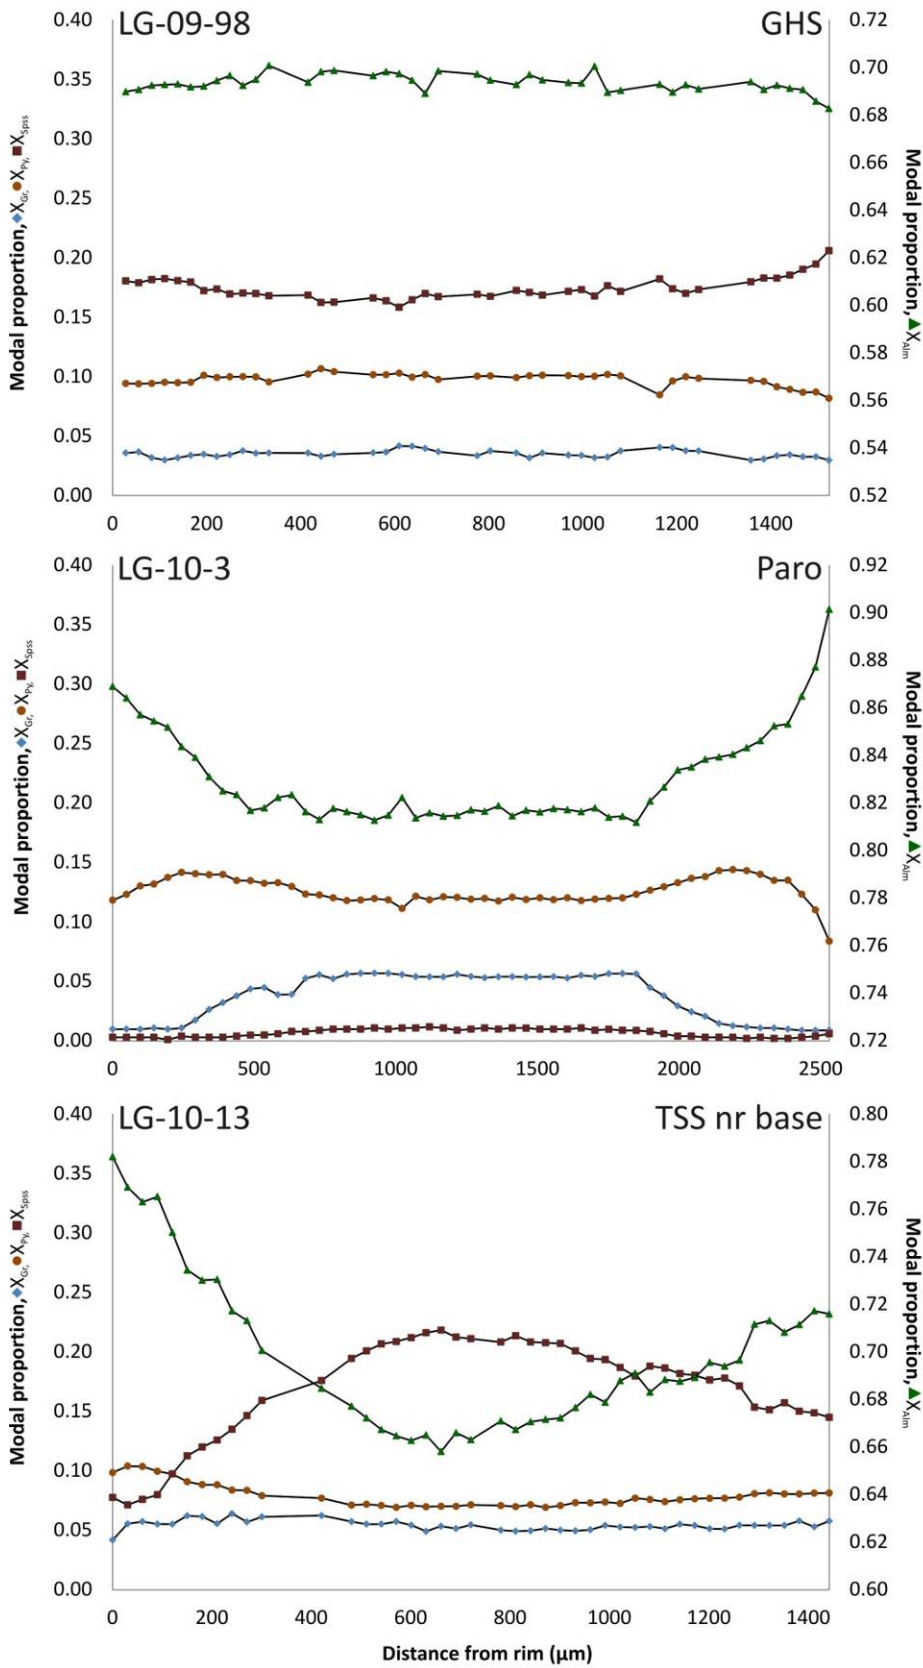 LG-09-98 GHS
0.40 0.72
0.35 0.70
0.30 0.68
0.25 0.66
0.20 0.64
0.15 0.62
0.10 0.60
0.05 0.58
0.00 0.56
0.54
0.52
Modal proportion, ◆X_Gr, ●X_Py, ■X_Spss
Modal proportion, ▲X_Alm
0 200 400 600 800 1000 1200 1400
LG-10-3 Paro
0.40 0.92
0.35 0.90
0.30 0.88
0.25 0.86
0.20 0.84
0.15 0.82
0.10 0.80
0.05 0.78
0.00 0.76
0.74
0.72
Modal proportion, ◆X_Gr, ●X_Py, ■X_Spss
Modal proportion, ▲X_Alm
0 500 1000 1500 2000 2500
LG-10-13 TSS nr base
0.40 0.80
0.35 0.78
0.30 0.76
0.25 0.74
0.20 0.72
0.15 0.70
0.10 0.68
0.05 0.66
0.00 0.64
0.62
0.60
Modal proportion, ◆X_Gr, ●X_Py, ■X_Spss
Modal proportion, ▲X_Alm
0 200 400 600 800 1000 1200 1400
Distance from rim (µm)